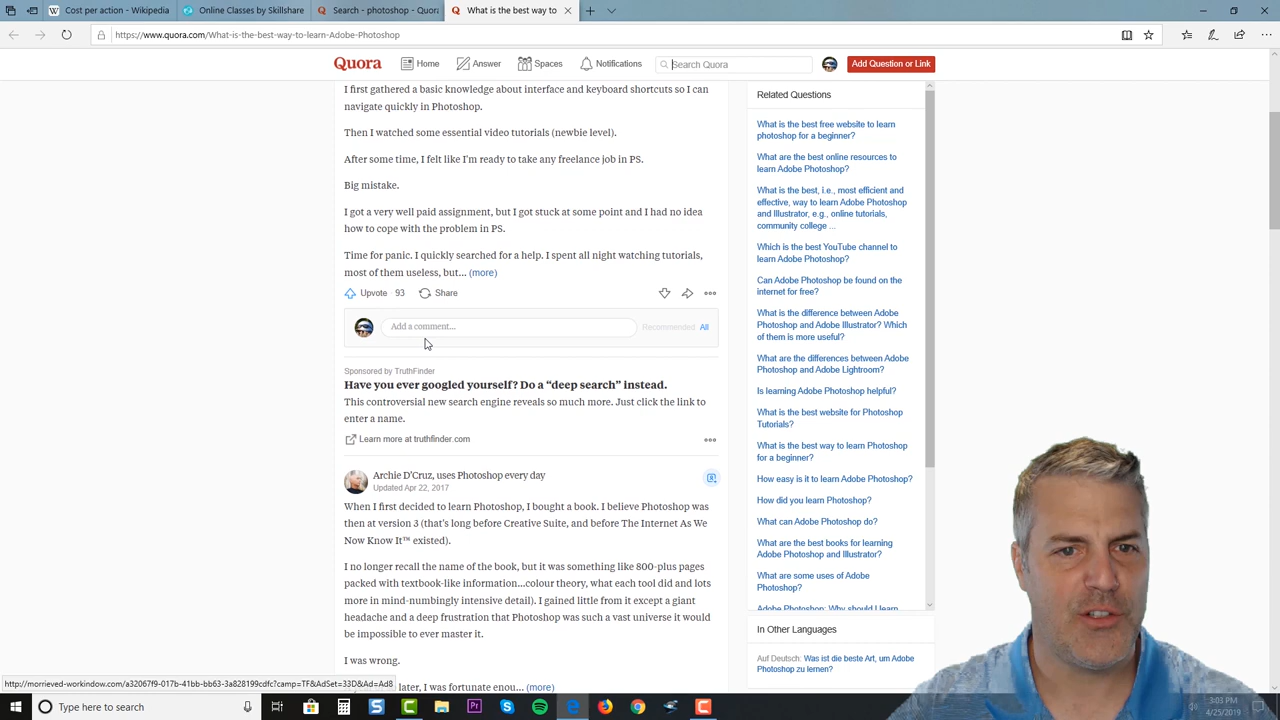 Cost per action - Wikipedia
Online Classes by Skillshare
What is the best way to
https://www.quora.com/What-is-the-best-way-to-learn-Adobe-Photoshop
Quora
Home
Answer
Spaces
Notifications
Search Quora
Add Question or Link
I first gathered a basic knowledge about interface and keyboard shortcuts so I can
navigate quickly in Photoshop.
Then I watched some essential video tutorials (newbie level).
After some time, I felt like I'm ready to take any freelance job in PS.
Big mistake.
I got a very well paid assignment, but I got stuck at some point and I had no idea
how to cope with the problem in PS.
Time for panic. I quickly searched for a help. I spent all night watching tutorials,
most of them useless, but... (more)
Upvote 93 Share
Add a comment...
Recommended All
Sponsored by TruthFinder
Have you ever googled yourself? Do a “deep search” instead.
This controversial new search engine reveals so much more. Just click the link to
enter a name.
Learn more at truthfinder.com
Archie D'Cruz, uses Photoshop every day
Updated Apr 22, 2017
When I first decided to learn Photoshop, I bought a book. I believe Photoshop was
then at version 3 (that's long before Creative Suite, and before The Internet As We
Now Know It™ existed).
I no longer recall the name of the book, but it was something like 800-plus pages
packed with textbook-like information...colour theory, what each tool did and lots
more in mind-numbingly intensive detail). I gained little from it except a giant
headache and a deep frustration that Photoshop was such a vast universe it would
be impossible to ever master it.
I was wrong.
later, I was fortunate enou... (more)
Related Questions
What is the best free website to learn
photoshop for a beginner?
What are the best online resources to
learn Adobe Photoshop?
What is the best, i.e., most efficient and
effective, way to learn Adobe Photoshop
and Illustrator, e.g., online tutorials,
community college ...
Which is the best YouTube channel to
learn Adobe Photoshop?
Can Adobe Photoshop be found on the
internet for free?
What is the difference between Adobe
Photoshop and Adobe Illustrator? Which
of them is more useful?
What are the differences between Adobe
Photoshop and Adobe Lightroom?
Is learning Adobe Photoshop helpful?
What is the best website for Photoshop
Tutorials?
What is the best way to learn Photoshop
for a beginner?
How easy is it to learn Adobe Photoshop?
How did you learn Photoshop?
What can Adobe Photoshop do?
What are the best books for learning
Adobe Photoshop and Illustrator?
What are some uses of Adobe
Photoshop?
Adobe Photoshop: Why should I learn
In Other Languages
Auf Deutsch: Was ist die beste Art, um Adobe
Photoshop zu lernen?
Type here to search
3:03 PM
4/25/2019